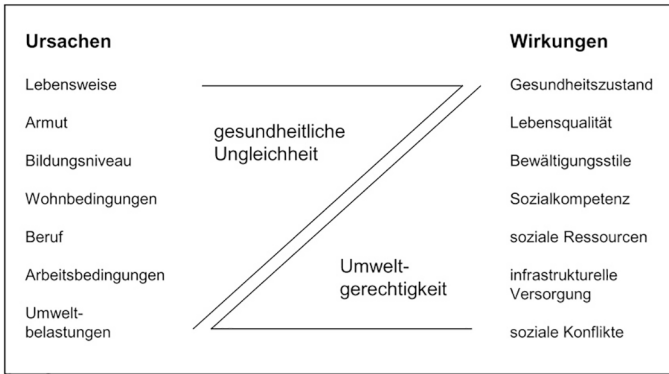 Ursachen
Lebensweise
Armut
Bildungsniveau
Wohnbedingungen
Beruf
Arbeitsbedingungen
Umwelt-
belastungen
gesundheitliche
Ungleichheit
Umwelt-
gerechtigkeit
Wirkungen
Gesundheitszustand
Lebensqualität
Bewältigungsstile
Sozialkompetenz
soziale Ressourcen
infrastrukturelle
Versorgung
soziale Konflikte